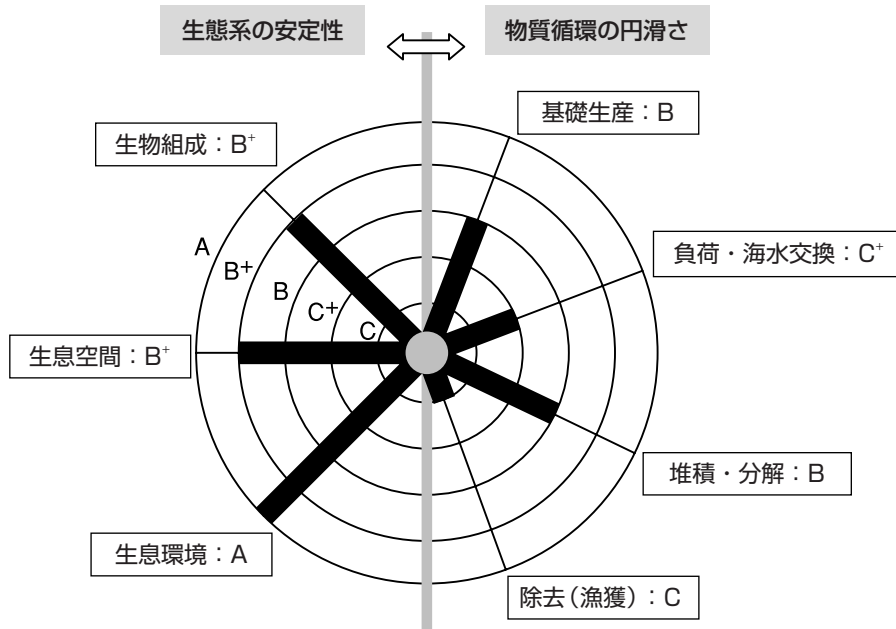 生態系の安定性
物質循環の円滑さ
基礎生産：B
生物組成：B⁺
負荷・海水交換：C⁺
A
B+
B
C+
C
生息空間：B⁺
堆積・分解：B
生息環境：A
除去(漁獲)：C